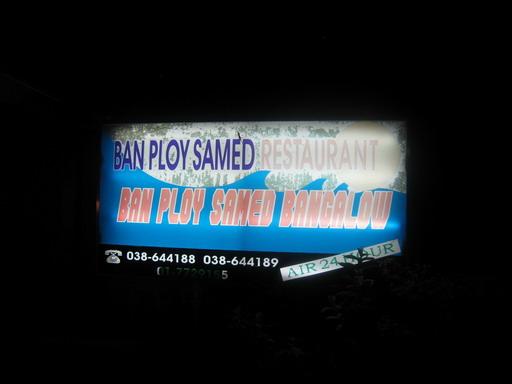 BAN PLOY SAMED RESTAURANT
BAN PLOY SAMED BANGALOW
038-644188 038-644189
AIR 24 HOUR